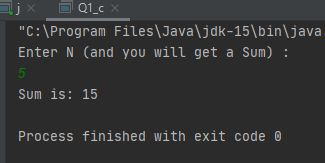 j Q1_c
"C:\Program Files\Java\jdk-15\bin\java.
Enter N (and you will get a Sum) :
5
Sum is: 15
Process finished with exit code 0